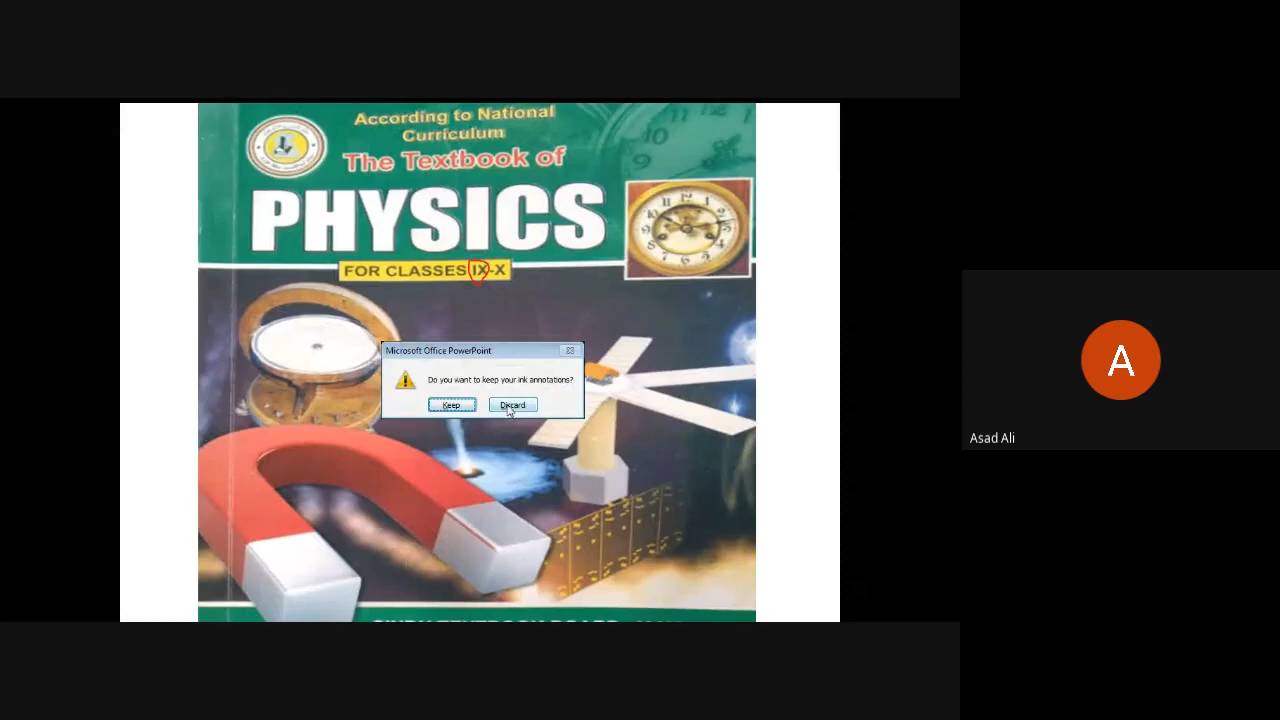 According to National
Curriculum
The Textbook of
PHYSICS
FOR CLASSES IX-X
Microsoft Office PowerPoint
Do you want to keep your ink annotations?
Keep
Discard
A
Asad Ali